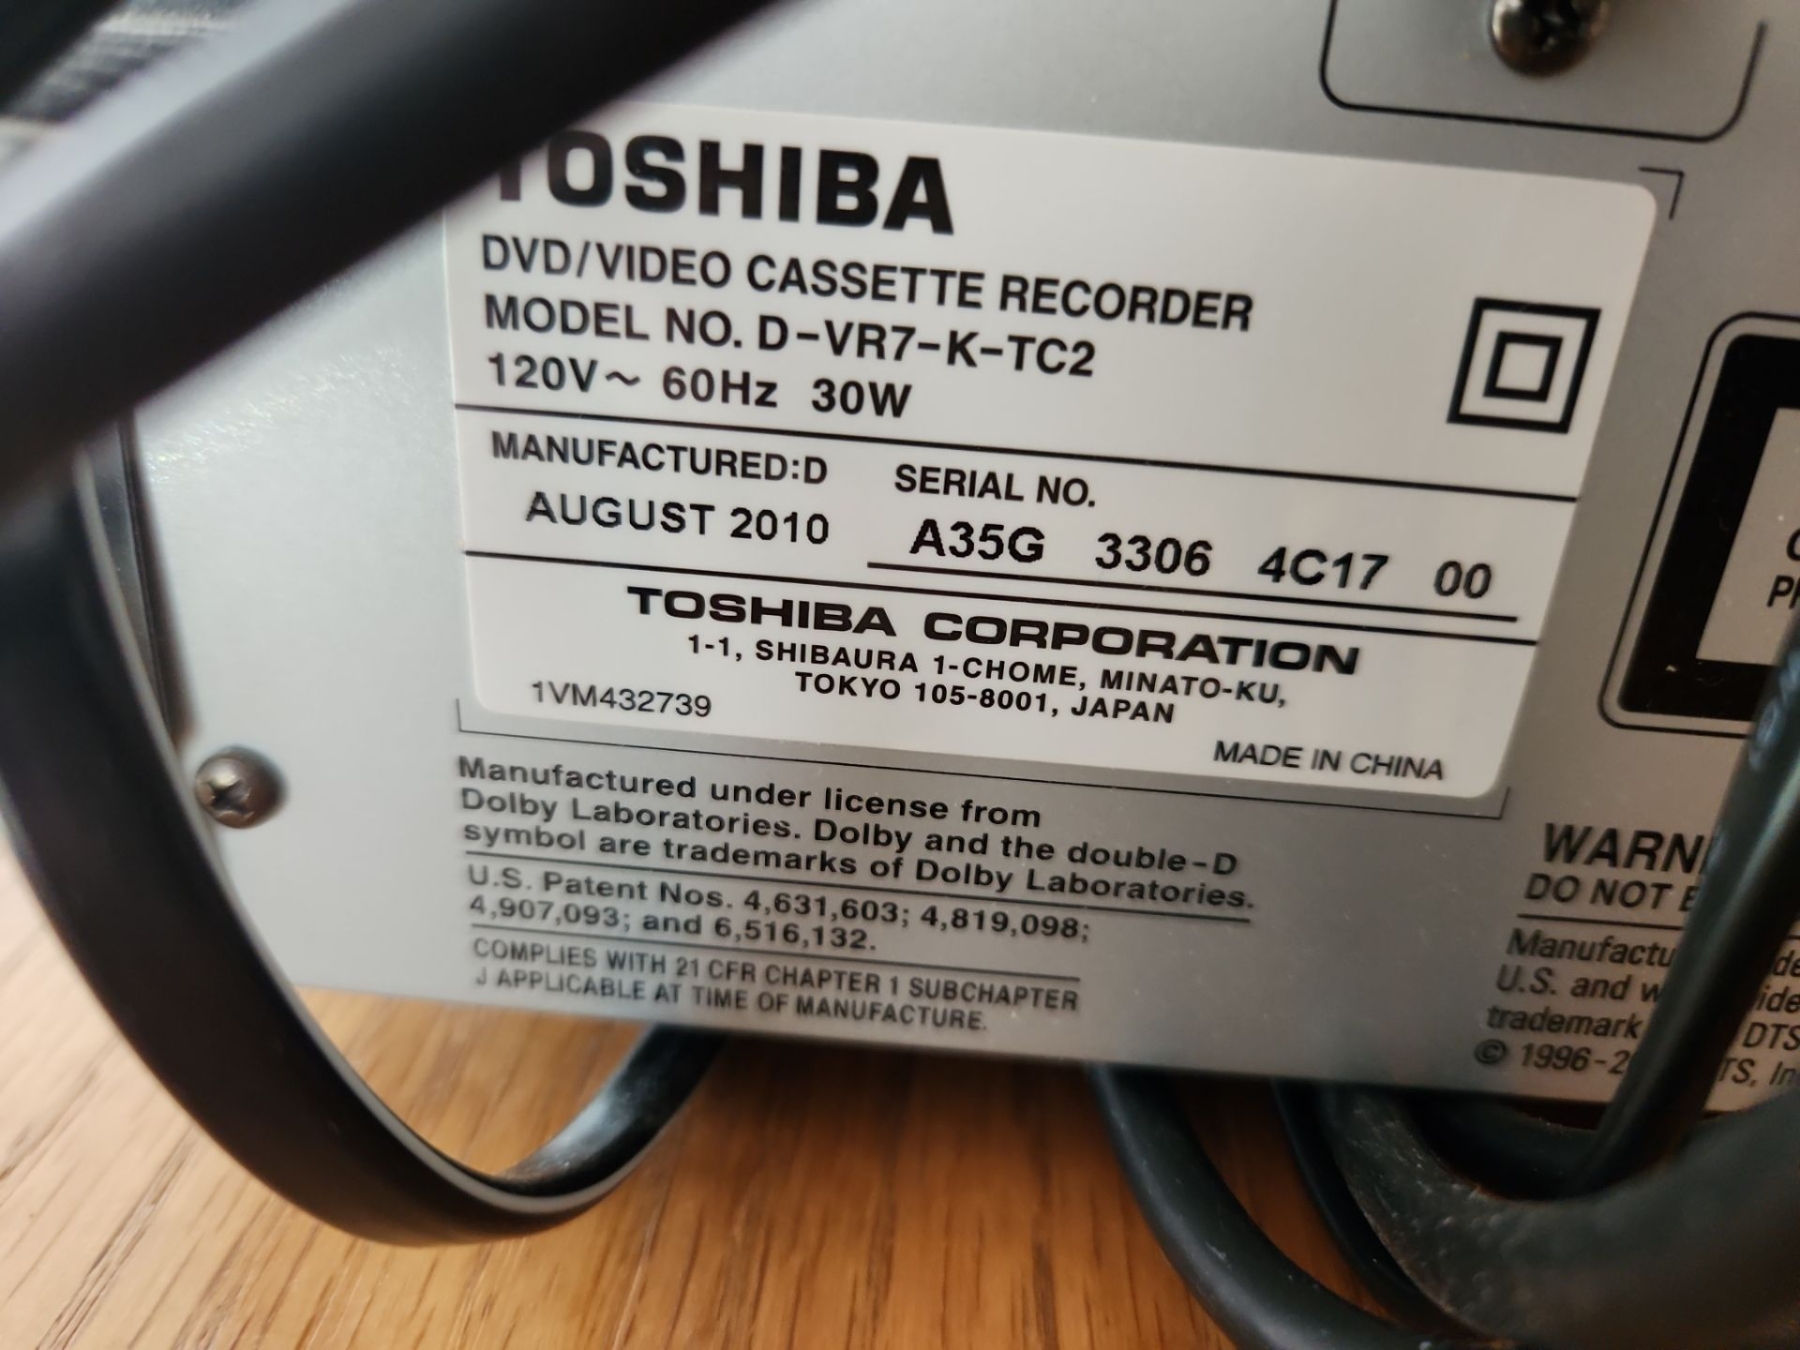 TOSHIBA
DVD/VIDEO CASSETTE RECORDER
MODEL NO. D-VR7-K-TC2
120V~ 60Hz 30W
MANUFACTURED:D SERIAL NO.
AUGUST 2010 A35G 3306 4C17 00
TOSHIBA CORPORATION
1-1, SHIBAURA 1-CHOME, MINATO-KU,
TOKYO 105-8001, JAPAN
1VM432739
MADE IN CHINA
Manufactured under license from
Dolby Laboratories. Dolby and the double-D
symbol are trademarks of Dolby Laboratories.
U.S. Patent Nos. 4,631,603; 4,819,098;
4,907,093; and 6,516,132.
COMPLIES WITH 21 CFR CHAPTER 1 SUBCHAPTER
J APPLICABLE AT TIME OF MANUFACTURE.
DO NOT
U.S. and
trademark DTS
© 1996-2